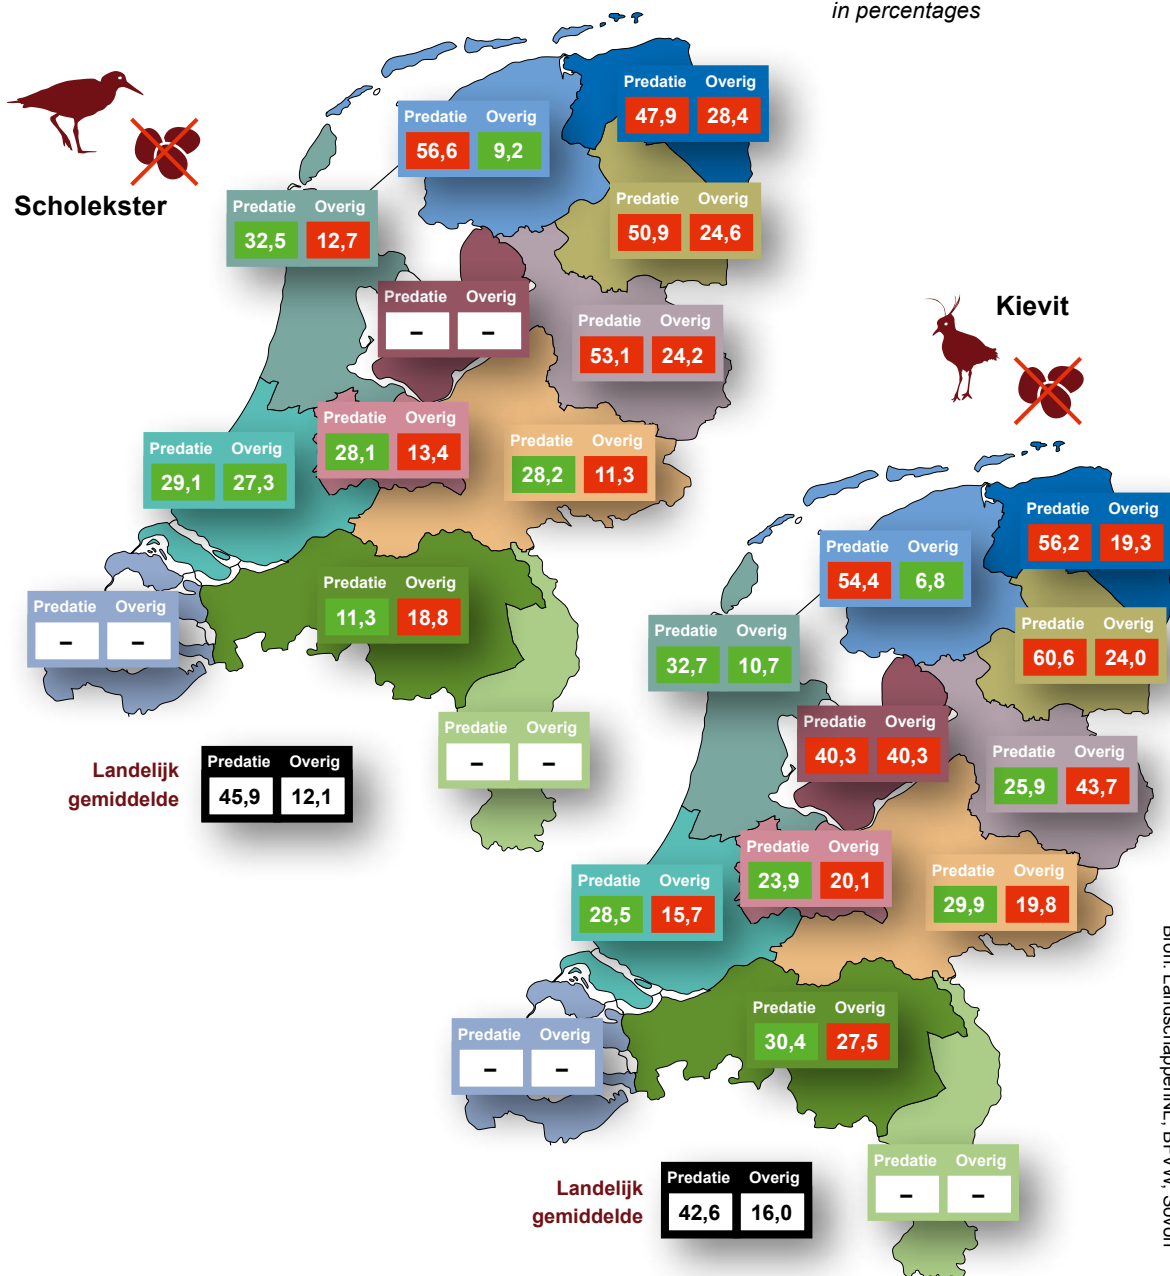 in percentages
Scholekster
Predatie Overig
47,9 28,4
Predatie Overig
56,6 9,2
Predatie Overig
50,9 24,6
Predatie Overig
32,5 12,7
Predatie Overig
– –
Predatie Overig
53,1 24,2
Predatie Overig
28,1 13,4
Predatie Overig
28,2 11,3
Predatie Overig
29,1 27,3
Predatie Overig
11,3 18,8
Predatie Overig
– –
Predatie Overig
– –
Landelijk
gemiddelde
Predatie Overig
45,9 12,1
Kievit
Predatie Overig
56,2 19,3
Predatie Overig
54,4 6,8
Predatie Overig
60,6 24,0
Predatie Overig
32,7 10,7
Predatie Overig
40,3 40,3
Predatie Overig
25,9 43,7
Predatie Overig
23,9 20,1
Predatie Overig
29,9 19,8
Predatie Overig
28,5 15,7
Predatie Overig
30,4 27,5
Predatie Overig
– –
Predatie Overig
– –
Landelijk
gemiddelde
Predatie Overig
42,6 16,0
Bron: LandschappenNL, BFVW, Sovon